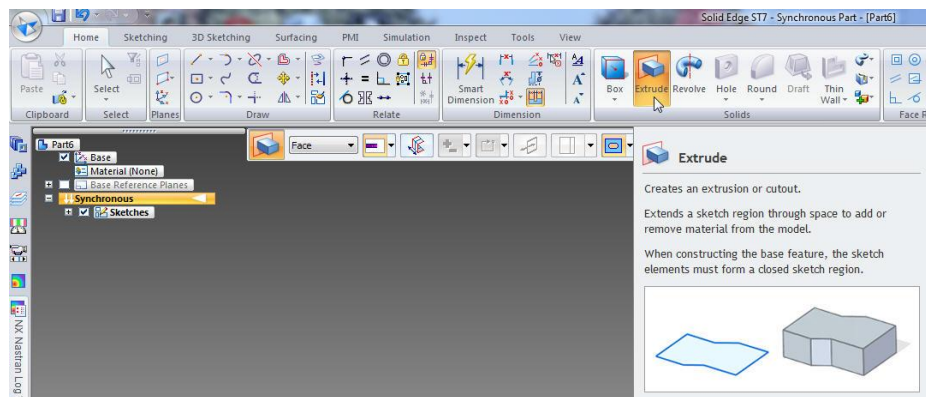 Solid Edge ST7 - Synchronous Part - [Part6]
Home Sketching 3D Sketching Surfacing PMI Simulation Inspect Tools View
Paste
Select
Smart Dimension
Box Extrude Revolve Hole Round Draft Thin Wall
Clipboard Select Planes Draw Relate Dimension Solids Face R
Part6
Base
Material (None)
Base Reference Planes
Synchronous
Sketches
Face
NX Nastran Log
Extrude
Creates an extrusion or cutout.
Extends a sketch region through space to add or
remove material from the model.
When constructing the base feature, the sketch
elements must form a closed sketch region.